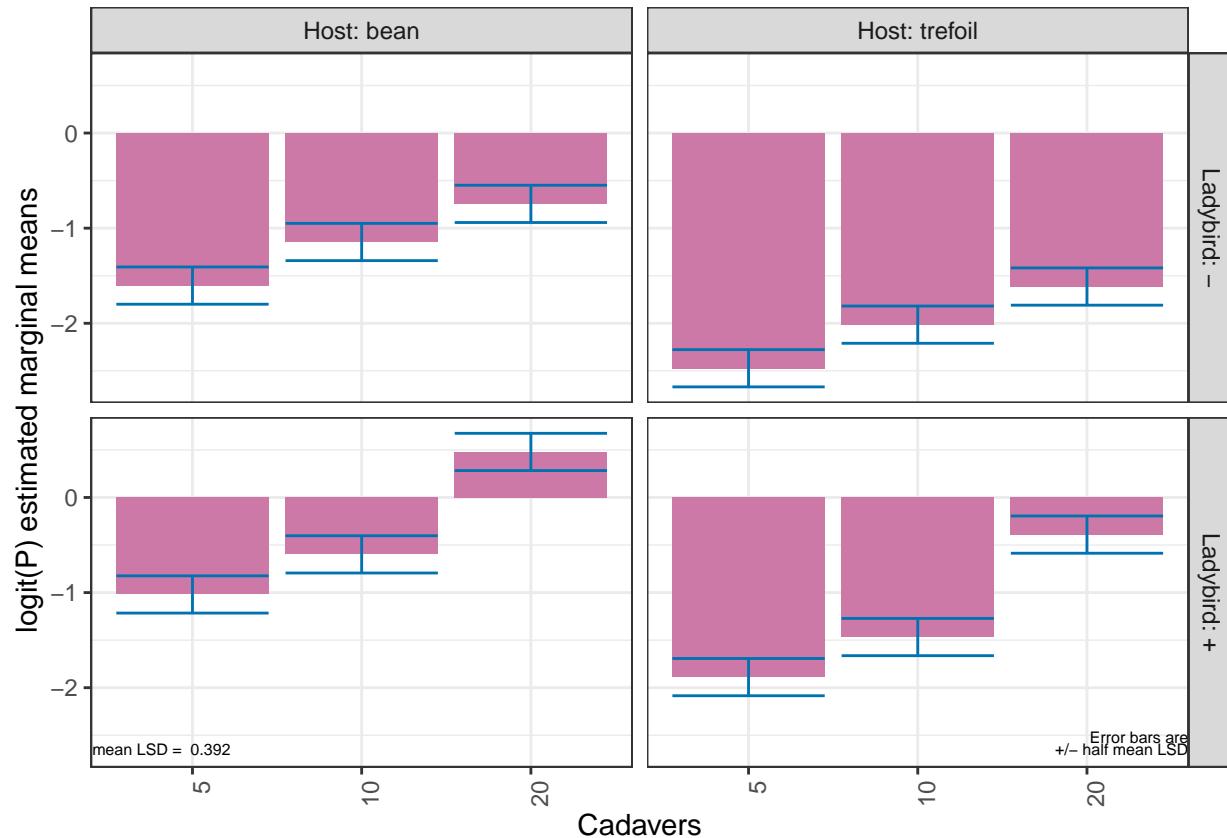 Host: bean
Host: trefoil
Ladybird: −
Ladybird: +
logit(P) estimated marginal means
0
−1
−2
0
−1
−2
mean LSD = 0.392
Error bars are
+/− half mean LSD
5
10
20
5
10
20
Cadavers